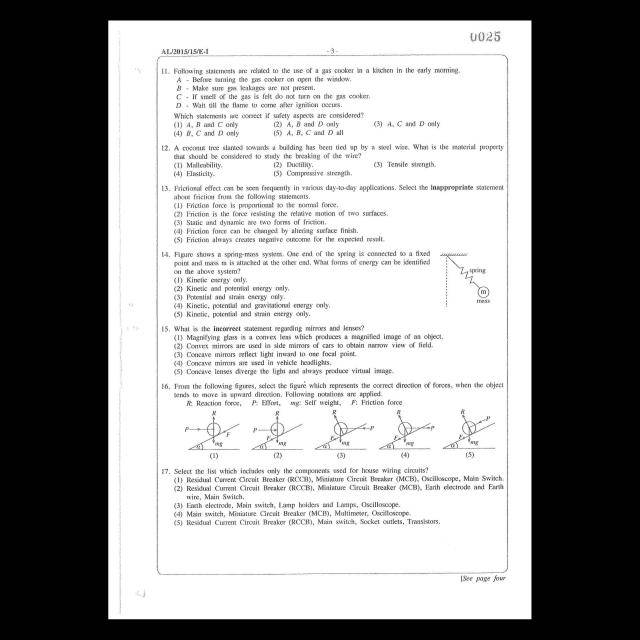 0025
AL/2015/15/E-I
- 3 -
11. Following statements are related to the use of a gas cooker in a kitchen in the early morning.
A - Before turning the gas cooker on open the window.
B - Make sure gas leakages are not present.
C - If smell of the gas is felt do not turn on the gas cooker.
D - Wait till the flame to come after ignition occurs.
Which statements are correct if safety aspects are considered?
(1) A, B and C only (2) A, B and D only (3) A, C and D only
(4) B, C and D only (5) A, B, C and D all
12. A coconut tree slanted towards a building has been tied up by a steel wire. What is the material property
that should be considered to study the breaking of the wire?
(1) Malleability. (2) Ductility. (3) Tensile strength.
(4) Elasticity. (5) Compressive strength.
13. Frictional effect can be seen frequently in various day-to-day applications. Select the inappropriate statement
about friction from the following statements.
(1) Friction force is proportional to the normal force.
(2) Friction is the force resisting the relative motion of two surfaces.
(3) Static and dynamic are two forms of friction.
(4) Friction force can be changed by altering surface finish.
(5) Friction always creates negative outcome for the expected result.
14. Figure shows a spring-mass system. One end of the spring is connected to a fixed
point and mass m is attached at the other end. What forms of energy can be identified
on the above system?
(1) Kinetic energy only.
(2) Kinetic and potential energy only.
(3) Potential and strain energy only.
(4) Kinetic, potential and gravitational energy only.
(5) Kinetic, potential and strain energy only.
spring
m
mass
15. What is the incorrect statement regarding mirrors and lenses?
(1) Magnifying glass is a convex lens which produces a magnified image of an object.
(2) Convex mirrors are used in side mirrors of cars to obtain narrow view of field.
(3) Concave mirrors reflect light inward to one focal point.
(4) Concave mirrors are used in vehicle headlights.
(5) Concave lenses diverge the light and always produce virtual image.
16. From the following figures, select the figure which represents the correct direction of forces, when the object
tends to move in upward direction. Following notations are applied.
R: Reaction force, P: Effort, mg: Self weight, F: Friction force
R R R R R
P P P P P
F F F F F
mg mg mg mg mg
α α α α α
(1) (2) (3) (4) (5)
17. Select the list which includes only the components used for house wiring circuits?
(1) Residual Current Circuit Breaker (RCCB), Miniature Circuit Breaker (MCB), Oscilloscope, Main Switch.
(2) Residual Current Circuit Breaker (RCCB), Miniature Circuit Breaker (MCB), Earth electrode and Earth
wire, Main Switch.
(3) Earth electrode, Main switch, Lamp holders and Lamps, Oscilloscope.
(4) Main switch, Miniature Circuit Breaker (MCB), Multimeter, Oscilloscope.
(5) Residual Current Circuit Breaker (RCCB), Main switch, Socket outlets, Transistors.
[See page four